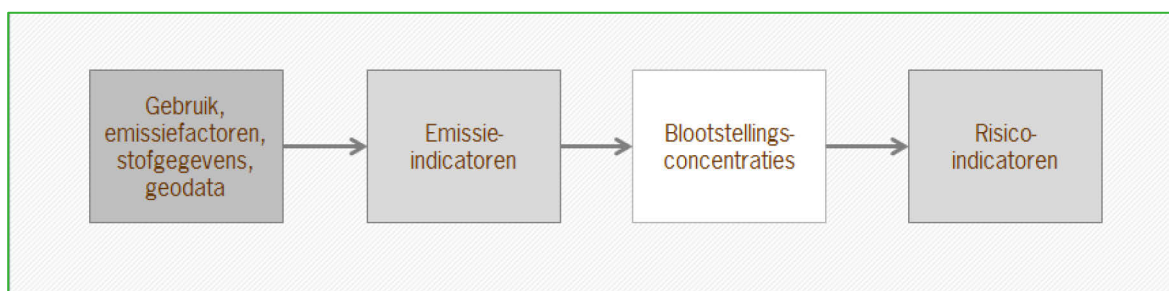 Gebruik,
emissiefactoren,
stofgegevens,
geodata
Emissie-
indicatoren
Blootstellings-
concentraties
Risico-
indicatoren